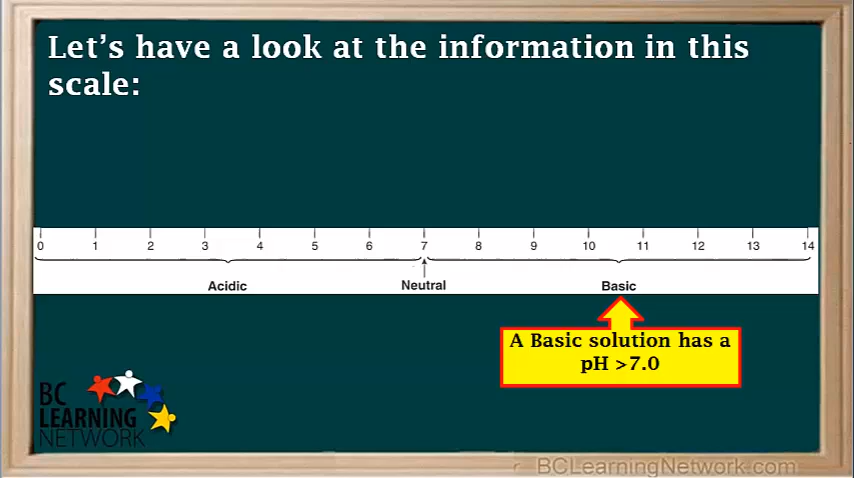 Let's have a look at the information in this
scale:
0 1 2 3 4 5 6 7 8 9 10 11 12 13 14
Acidic Neutral Basic
A Basic solution has a
pH >7.0
BC
LEARNING
NETWORK
BCLearningNetwork.com